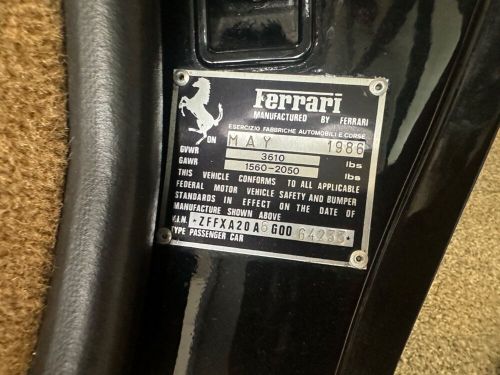 Ferrari
MANUFACTURED BY FERRARI
ESERCIZIO FABBRICHE AUTOMOBILI E CORSE
ON MAY 1986
GVWR 3610 lbs
GAWR 1560-2050 lbs
THIS VEHICLE CONFORMS TO ALL APPLICABLE
FEDERAL MOTOR VEHICLE SAFETY AND BUMPER
STANDARDS IN EFFECT ON THE DATE OF
MANUFACTURE SHOWN ABOVE
V.I.N. *ZFFXA20A6G0064233*
TYPE PASSENGER CAR